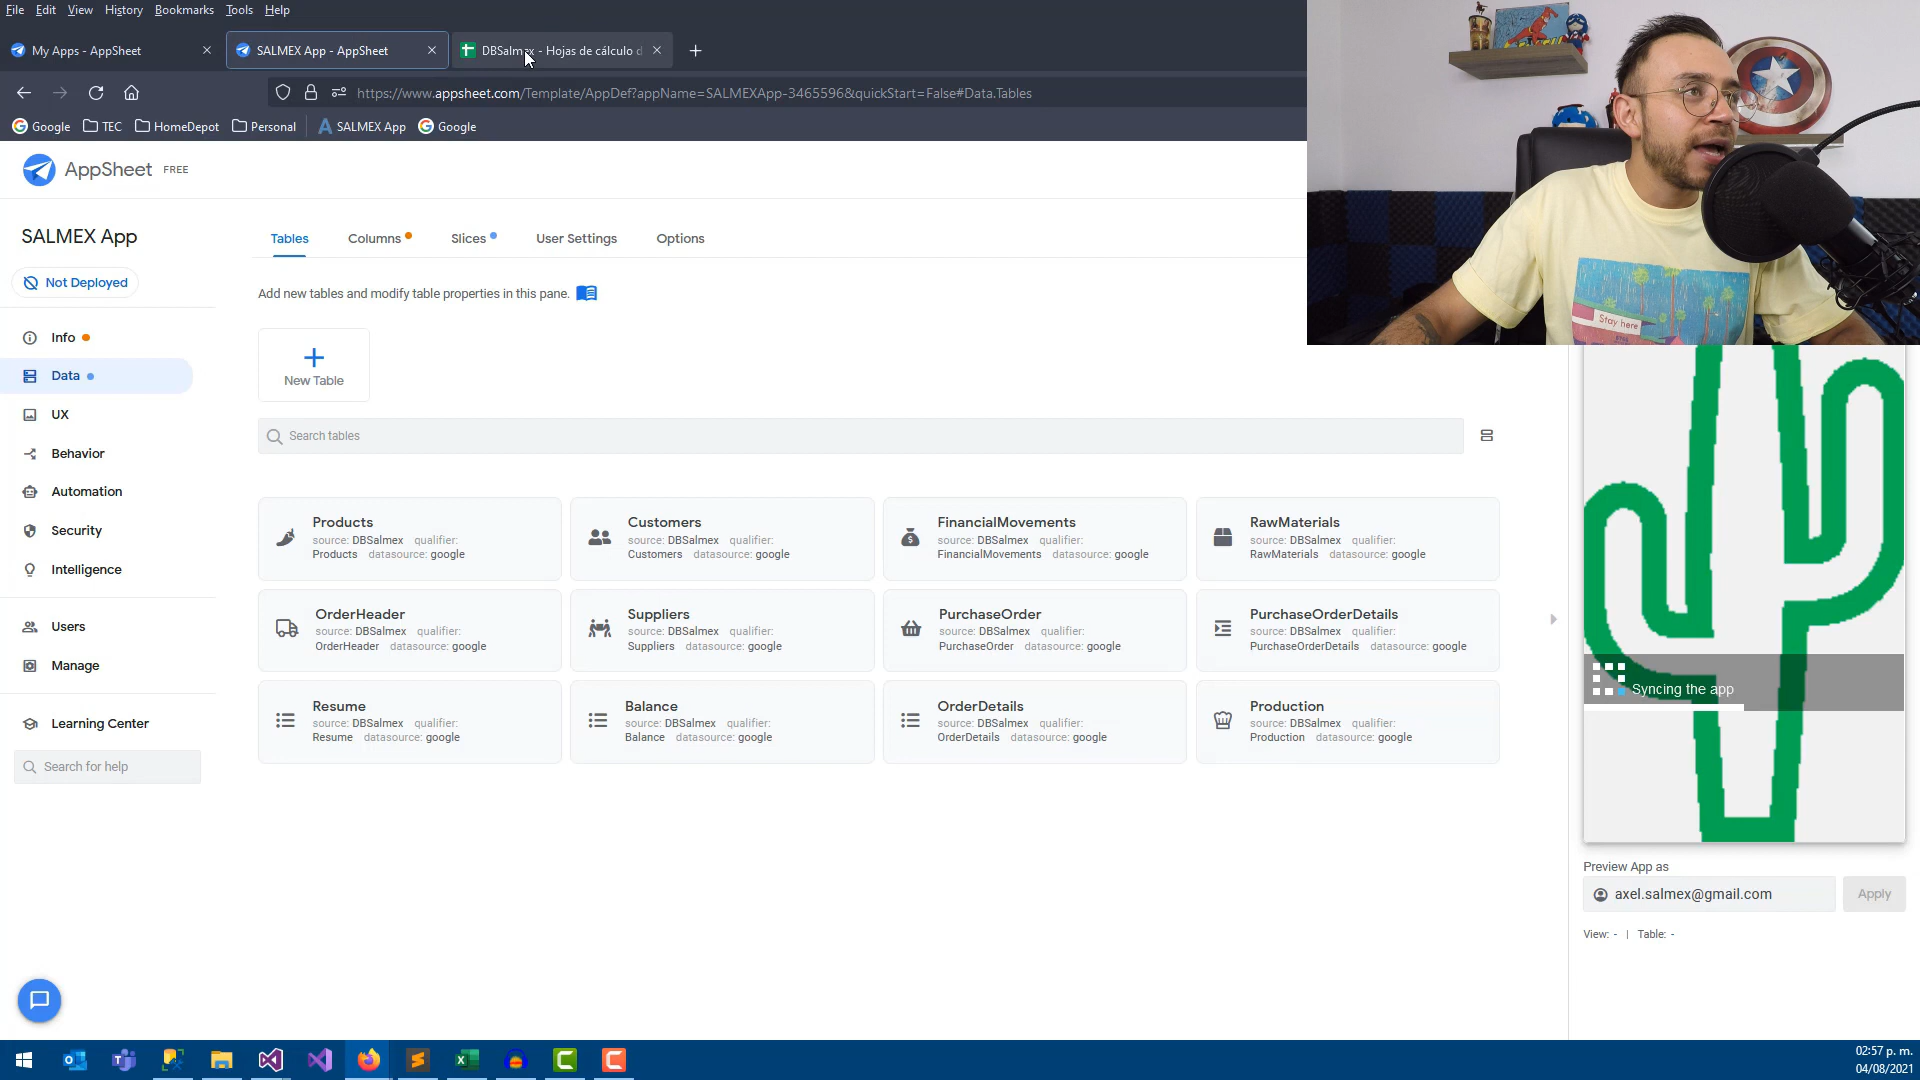 File Edit View History Bookmarks Tools Help
My Apps - AppSheet
SALMEX App - AppSheet
DBSalmex - Hojas de cálculo d
https://www.appsheet.com/Template/AppDef?appName=SALMEXApp-3465596&quickStart=False#Data.Tables
Google TEC HomeDepot Personal SALMEX App Google
AppSheet FREE
SALMEX App
Not Deployed
Info
Data
UX
Behavior
Automation
Security
Intelligence
Users
Manage
Learning Center
Search for help
Tables Columns Slices User Settings Options
Add new tables and modify table properties in this pane.
New Table
Search tables
Products
source: DBSalmex qualifier:
Products datasource: google
Customers
source: DBSalmex qualifier:
Customers datasource: google
FinancialMovements
source: DBSalmex qualifier:
FinancialMovements datasource: google
RawMaterials
source: DBSalmex qualifier:
RawMaterials datasource: google
OrderHeader
source: DBSalmex qualifier:
OrderHeader datasource: google
Suppliers
source: DBSalmex qualifier:
Suppliers datasource: google
PurchaseOrder
source: DBSalmex qualifier:
PurchaseOrder datasource: google
PurchaseOrderDetails
source: DBSalmex qualifier:
PurchaseOrderDetails datasource: google
Resume
source: DBSalmex qualifier:
Resume datasource: google
Balance
source: DBSalmex qualifier:
Balance datasource: google
OrderDetails
source: DBSalmex qualifier:
OrderDetails datasource: google
Production
source: DBSalmex qualifier:
Production datasource: google
Stay here
Syncing the app
Preview App as
axel.salmex@gmail.com
Apply
View: - | Table: -
02:57 p. m.
04/08/2021